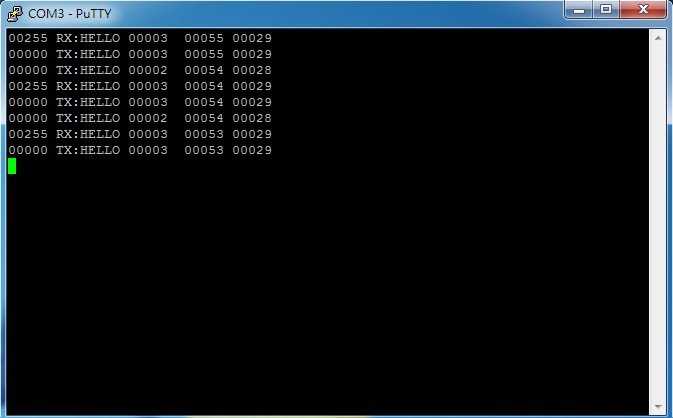 COM3 - PuTTY
00255 RX:HELLO 00003  00055 00029
00000 TX:HELLO 00003  00055 00029
00000 TX:HELLO 00002  00054 00028
00255 RX:HELLO 00003  00054 00029
00000 TX:HELLO 00003  00054 00029
00000 TX:HELLO 00002  00054 00028
00255 RX:HELLO 00003  00053 00029
00000 TX:HELLO 00003  00053 00029